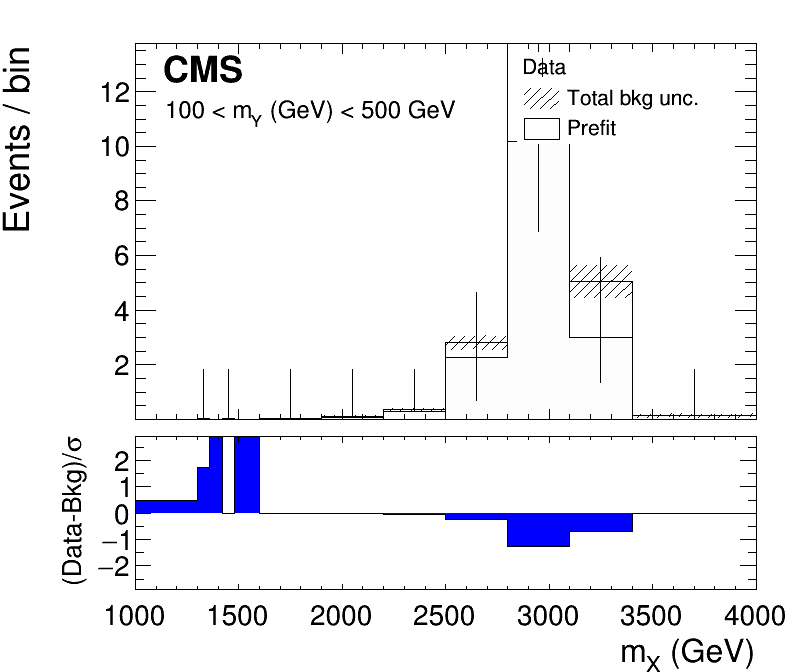 CMS
100 < mY (GeV) < 500 GeV
Data
Total bkg unc.
Prefit
Events / bin
12
10
8
6
4
2
(Data-Bkg)/σ
2
1
0
−1
−2
1000 1500 2000 2500 3000 3500 4000
mX (GeV)